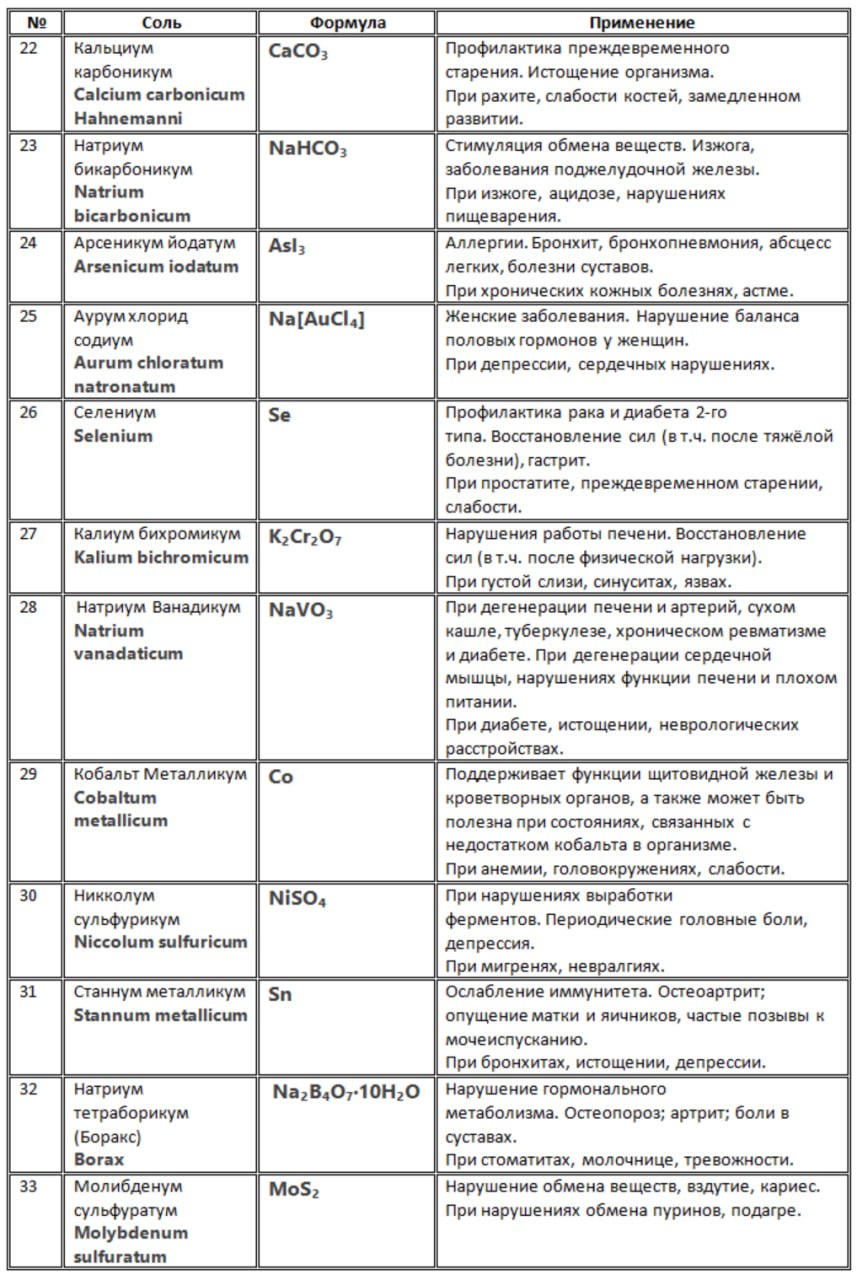 № Соль Формула Применение
22 Кальциум CaCO₃ Профилактика преждевременного
карбоникум старения. Истощение организма.
Calcium carbonicum При рахите, слабости костей, замедленном
Hahnemanni развитии.
23 Натриум NaHCO₃ Стимуляция обмена веществ. Изжога,
бикарбоникум заболевания поджелудочной железы.
Natrium При изжоге, ацидозе, нарушениях
bicarbonicum пищеварения.
24 Арсеникум йодатум AsI₃ Аллергии. Бронхит, бронхопневмония, абсцесс
Arsenicum iodatum легких, болезни суставов.
При хронических кожных болезнях, астме.
25 Аурум хлорид Na[AuCl₄] Женские заболевания. Нарушение баланса
содиум половых гормонов у женщин.
Aurum chloratum При депрессии, сердечных нарушениях.
natronatum
26 Селениум Se Профилактика рака и диабета 2-го
Selenium типа. Восстановление сил (в т.ч. после тяжёлой
болезни), гастрит.
При простатите, преждевременном старении,
слабости.
27 Калиум бихромикум K₂Cr₂O₇ Нарушения работы печени. Восстановление
Kalium bichromicum сил (в т.ч. после физической нагрузки).
При густой слизи, синуситах, язвах.
28 Натриум Ванадикум NaVO₃ При дегенерации печени и артерий, сухом
Natrium кашле, туберкулезе, хроническом ревматизме
vanadaticum и диабете. При дегенерации сердечной
мышцы, нарушениях функции печени и плохом
питании.
При диабете, истощении, неврологических
расстройствах.
29 Кобальт Металликум Co Поддерживает функции щитовидной железы и
Cobaltum кроветворных органов, а также может быть
metallicum полезна при состояниях, связанных с
недостатком кобальта в организме.
При анемии, головокружениях, слабости.
30 Никколум NiSO₄ При нарушениях выработки
сульфурикум ферментов. Периодические головные боли,
Niccolum sulfuricum депрессия.
При мигренях, невралгиях.
31 Станнум металликум Sn Ослабление иммунитета. Остеоартрит;
Stannum metallicum опущение матки и яичников, частые позывы к
мочеиспусканию.
При бронхитах, истощении, депрессии.
32 Натриум Na₂B₄O₇·10H₂O Нарушение гормонального
тетраборикум метаболизма. Остеопороз; артрит; боли в
(Боракс) суставах.
Borax При стоматитах, молочнице, тревожности.
33 Молибденум MoS₂ Нарушение обмена веществ, вздутие, кариес.
сульфуратум При нарушениях обмена пуринов, подагре.
Molybdenum
sulfuratum